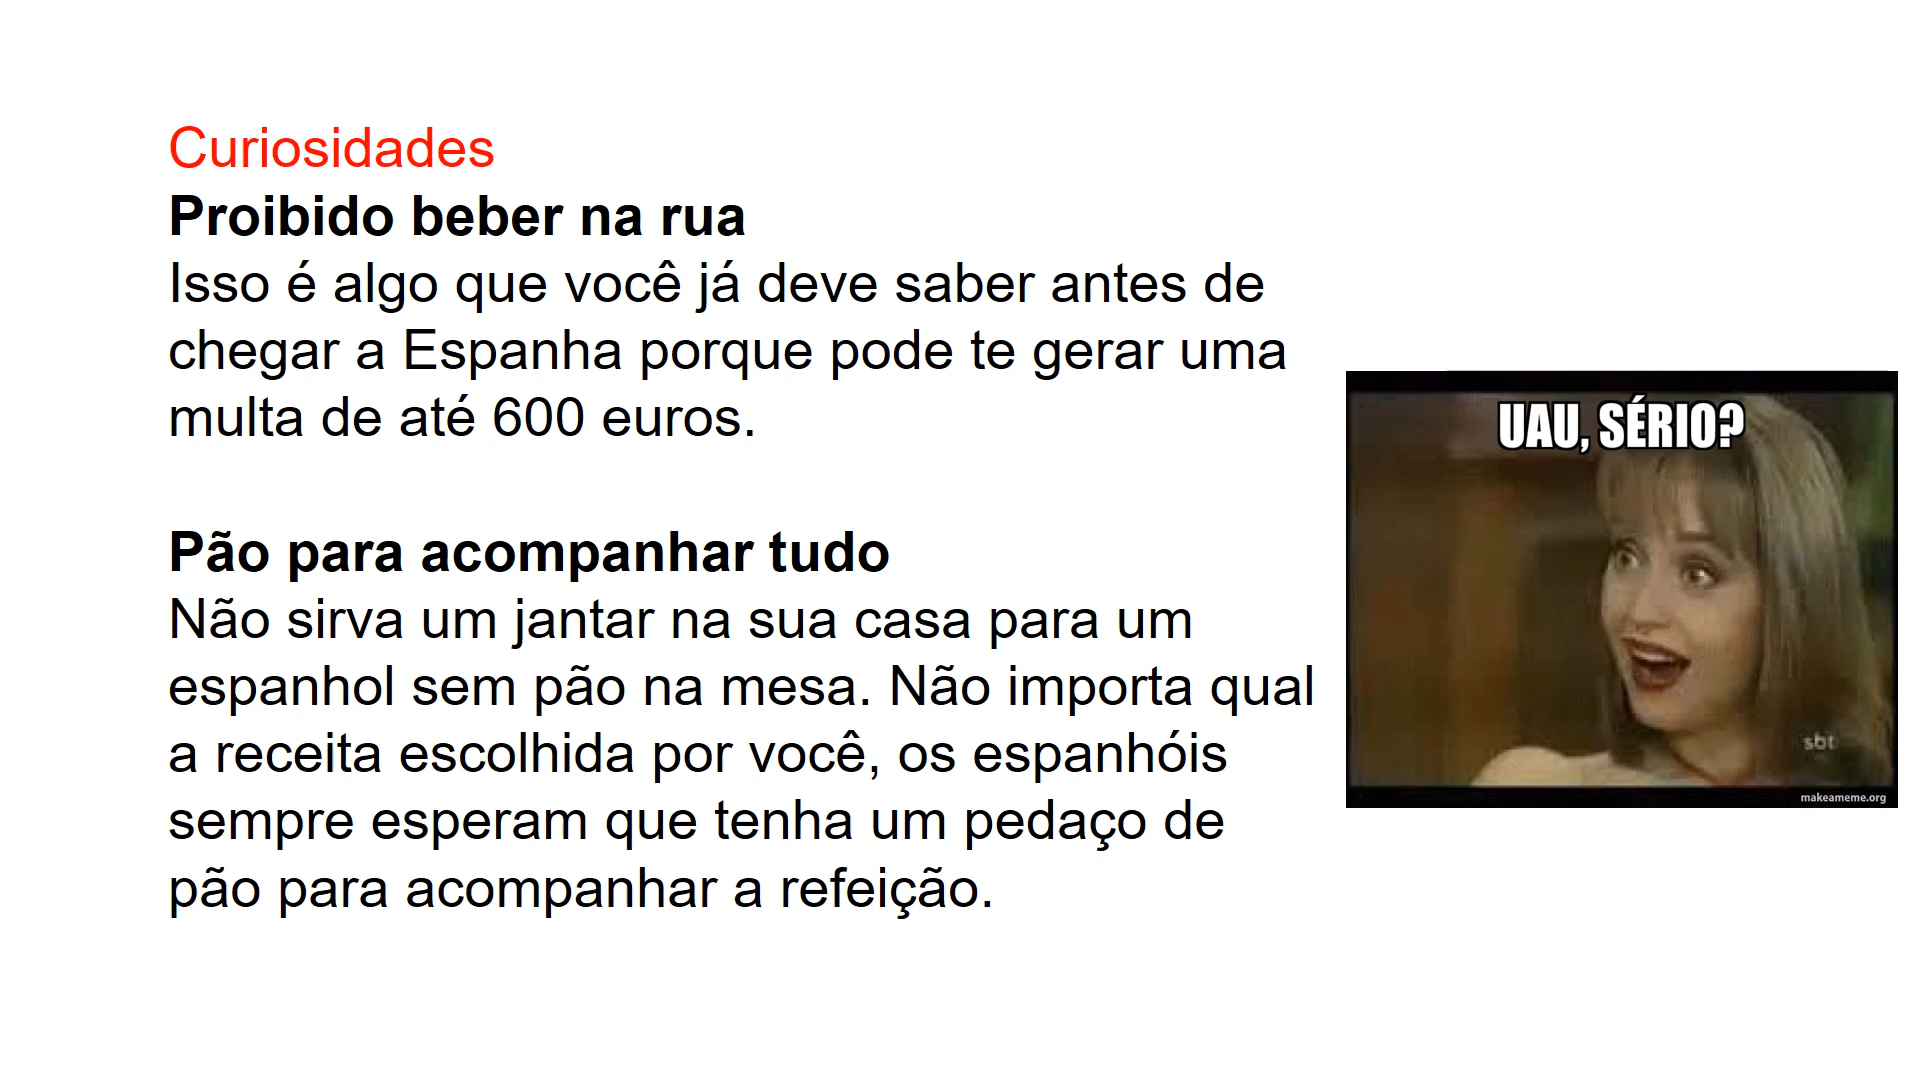 Curiosidades
Proibido beber na rua
Isso é algo que você já deve saber antes de
chegar a Espanha porque pode te gerar uma
multa de até 600 euros.
Pão para acompanhar tudo
Não sirva um jantar na sua casa para um
espanhol sem pão na mesa. Não importa qual
a receita escolhida por você, os espanhóis
sempre esperam que tenha um pedaço de
pão para acompanhar a refeição.
UAU, SÉRIO?
sbt
makeameme.org